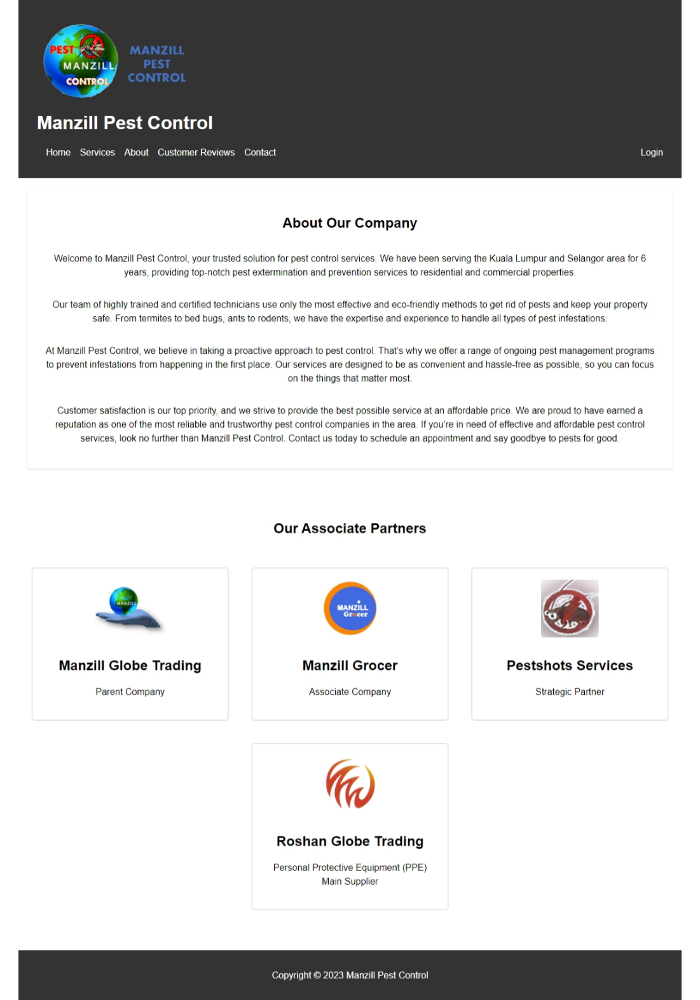 PEST
MANZILL
CONTROL
MANZILL
PEST
CONTROL
Manzill Pest Control
Home Services About Customer Reviews Contact Login
About Our Company
Welcome to Manzill Pest Control, your trusted solution for pest control services. We have been serving the Kuala Lumpur and Selangor area for 6
years, providing top-notch pest extermination and prevention services to residential and commercial properties.
Our team of highly trained and certified technicians use only the most effective and eco-friendly methods to get rid of pests and keep your property
safe. From termites to bed bugs, ants to rodents, we have the expertise and experience to handle all types of pest infestations.
At Manzill Pest Control, we believe in taking a proactive approach to pest control. That's why we offer a range of ongoing pest management programs
to prevent infestations from happening in the first place. Our services are designed to be as convenient and hassle-free as possible, so you can focus
on the things that matter most.
Customer satisfaction is our top priority, and we strive to provide the best possible service at an affordable price. We are proud to have earned a
reputation as one of the most reliable and trustworthy pest control companies in the area. If you're in need of effective and affordable pest control
services, look no further than Manzill Pest Control. Contact us today to schedule an appointment and say goodbye to pests for good.
Our Associate Partners
MANZILL
Manzill Globe Trading
Parent Company
MANZILL
Grocer
Manzill Grocer
Associate Company
Pestshots Services
Strategic Partner
Roshan Globe Trading
Personal Protective Equipment (PPE)
Main Supplier
Copyright © 2023 Manzill Pest Control